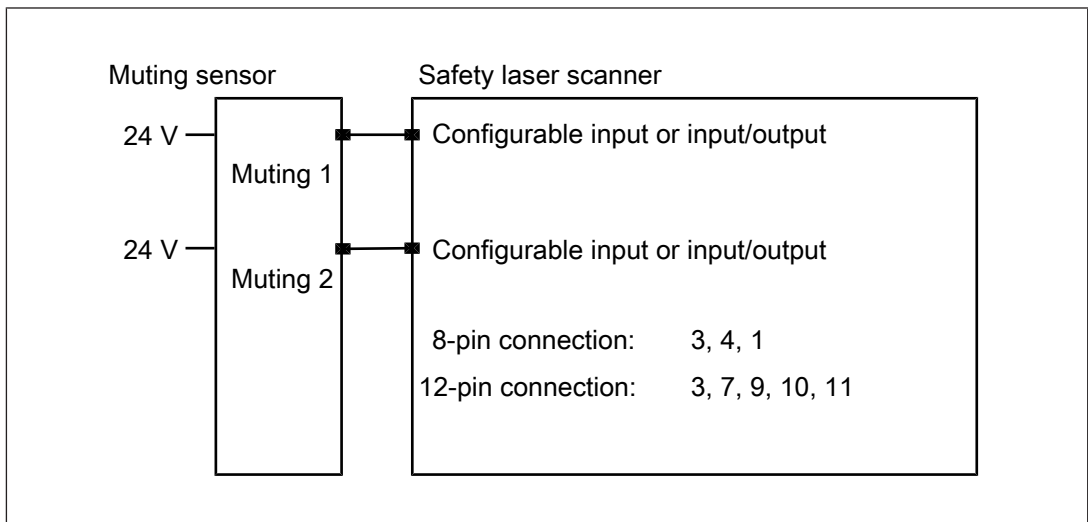 Muting sensor Safety laser scanner
24 V Configurable input or input/output
Muting 1
24 V Configurable input or input/output
Muting 2
8-pin connection: 3, 4, 1
12-pin connection: 3, 7, 9, 10, 11